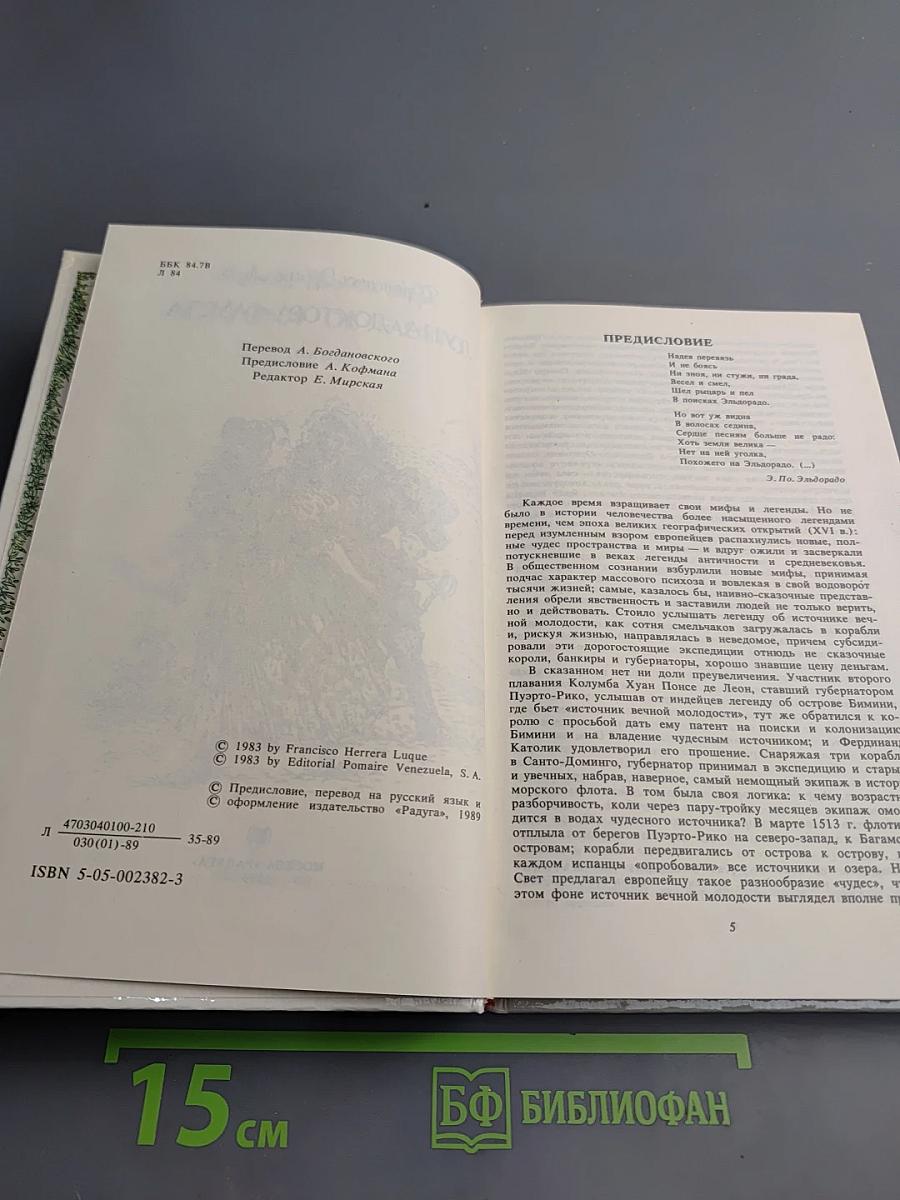 ББК 84.7В
Л 84
Перевод А. Богдановского
Предисловие А. Кофмана
Редактор Е. Мирская
© 1983 by Francisco Herrera Luque
© 1983 by Editorial Pomaire Venezuela, S. A.
© Предисловие, перевод на русский язык и
© оформление издательство «Радуга», 1989
Л 4703040100-210 35-89
030(01)-89
ISBN 5-05-002382-3
ПРЕДИСЛОВИЕ
Надев перевязь
И не боясь
Ни зноя, ни стужи, ни града,
Весел и смел,
Шел рыцарь и пел
В поисках Эльдорадо.
Но вот уж видна
В волосах седина,
Сердце песням больше не радо:
Хоть земля велика —
Нет на ней уголка,
Похожего на Эльдорадо. (...)
Э. По. Эльдорадо
Каждое время взращивает свои мифы и легенды. Но не
было в истории человечества более насыщенного легендами
времени, чем эпоха великих географических открытий (XVI в.):
перед изумленным взором европейцев распахнулись новые, пол-
ные чудес пространства и миры — и вдруг ожили и засверкали
потускневшие в веках легенды античности и средневековья.
В общественном сознании взбурлили новые мифы, принимая
подчас характер массового психоза и вовлекая в свой водоворот
тысячи жизней; самые, казалось бы, наивно-сказочные представ-
ления обрели явственность и заставили людей не только верить,
но и действовать. Стоило услышать легенду об источнике веч-
ной молодости, как сотня смельчаков загружалась в корабли
и, рискуя жизнью, направлялась в неведомое, причем субсиди-
ровали эти дорогостоящие экспедиции отнюдь не сказочные
короли, банкиры и губернаторы, хорошо знавшие цену деньгам.
В сказанном нет ни доли преувеличения. Участник второго
плавания Колумба Хуан Понсе де Леон, ставший губернатором
Пуэрто-Рико, услышав от индейцев легенду об острове Бимини,
где бьет «источник вечной молодости», тут же обратился к ко-
ролю с просьбой дать ему патент на поиски и колонизацию
Бимини и на владение чудесным источником; и Фердинанд
Католик удовлетворил его прошение. Снаряжая три корабл
в Санто-Доминго, губернатор принимал в экспедицию и стары
и увечных, набрав, наверное, самый немощный экипаж в истор
морского флота. В том была своя логика: к чему возрастн
разборчивость, коли через пару-тройку месяцев экипаж омо
дится в водах чудесного источника? В марте 1513 г. флоти
отплыла от берегов Пуэрто-Рико на северо-запад, к Багамс
островам; корабли передвигались от острова к острову,
каждом испанцы «опробовали» все источники и озера. Н
Свет предлагал европейцу такое разнообразие «чудес», чт
этом фоне источник вечной молодости выглядел вполне пр
5
15 см
БФ БИБЛИОФАН